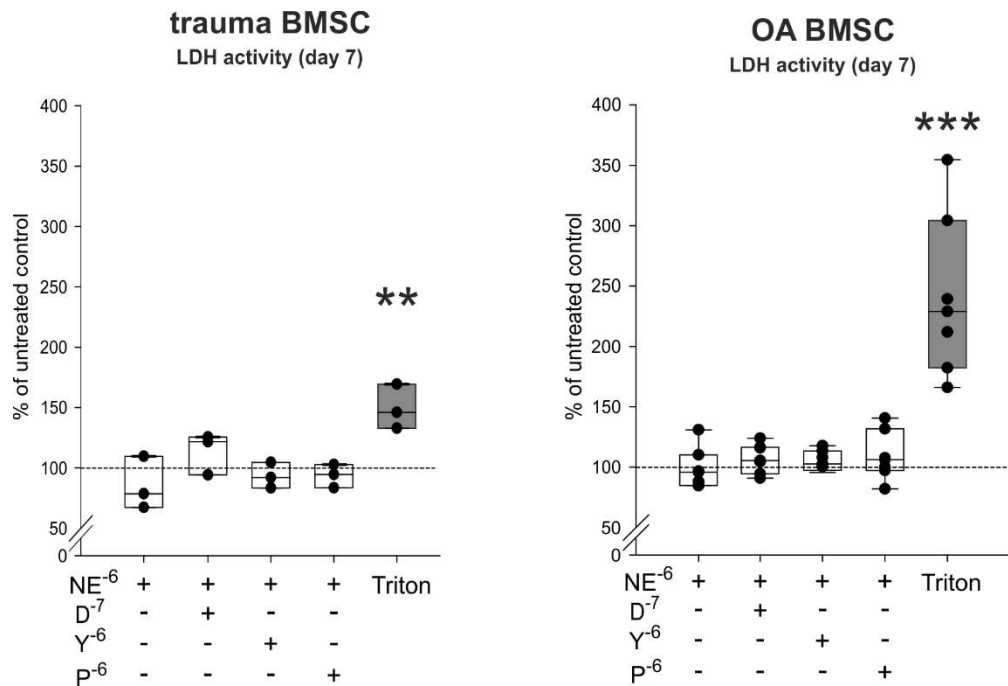 trauma BMSC
LDH activity (day 7)
% of untreated control
400
350
300
250
200
150
100
50
0
**
NE-6 + + + + Triton
D-7 - + - -
Y-6 - - + -
P-6 - - - +
OA BMSC
LDH activity (day 7)
% of untreated control
400
350
300
250
200
150
100
50
0
***
NE-6 + + + + Triton
D-7 - + - -
Y-6 - - + -
P-6 - - - +